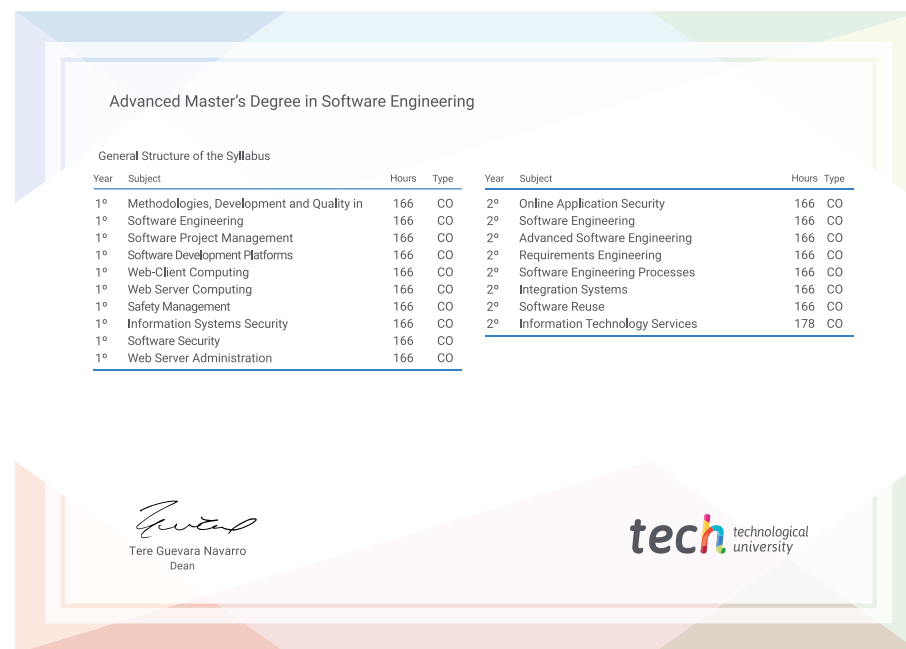 Advanced Master's Degree in Software Engineering
General Structure of the Syllabus
Year Subject Hours Type
1º Methodologies, Development and Quality in 166 CO
1º Software Engineering 166 CO
1º Software Project Management 166 CO
1º Software Development Platforms 166 CO
1º Web-Client Computing 166 CO
1º Web Server Computing 166 CO
1º Safety Management 166 CO
1º Information Systems Security 166 CO
1º Software Security 166 CO
1º Web Server Administration 166 CO
Year Subject Hours Type
2º Online Application Security 166 CO
2º Software Engineering 166 CO
2º Advanced Software Engineering 166 CO
2º Requirements Engineering 166 CO
2º Software Engineering Processes 166 CO
2º Integration Systems 166 CO
2º Software Reuse 166 CO
2º Information Technology Services 178 CO
Tere Guevara Navarro
Dean
tech technological
university